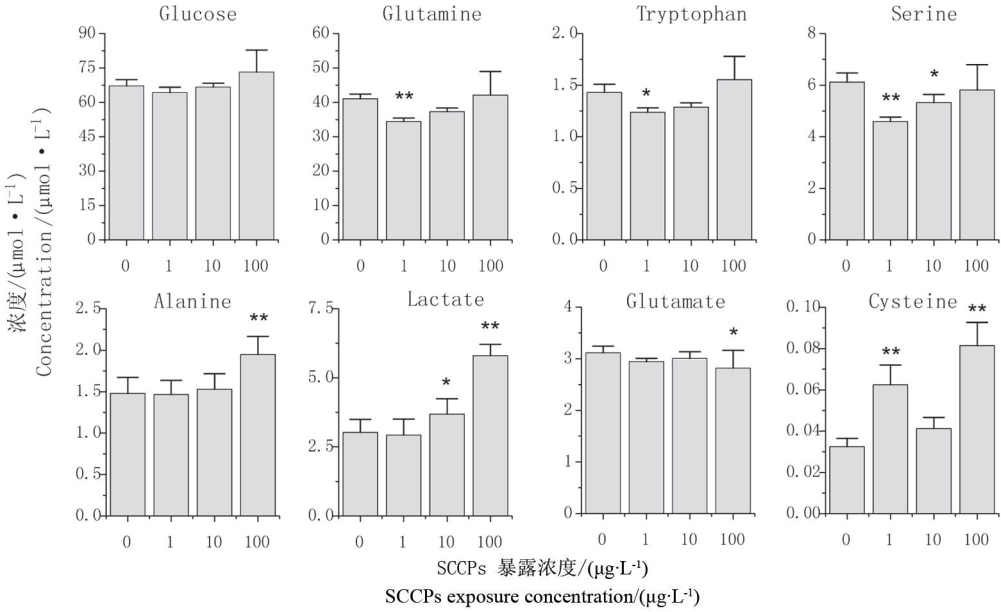 浓度/(μmol·L⁻¹)
Concentration/(μmol·L⁻¹)
Glucose
90
75
60
45
30
15
0
0 1 10 100
Glutamine
60
50
40
30
20
10
0
0 1 10 100
**
Tryptophan
2.0
1.5
1.0
0.5
0.0
0 1 10 100
*
Serine
8
6
4
2
0
0 1 10 100
** *
Alanine
2.5
2.0
1.5
1.0
0.5
0.0
0 1 10 100
**
Lactate
7.5
5.0
2.5
0.0
0 1 10 100
* **
Glutamate
4
3
2
1
0
0 1 10 100
*
Cysteine
0.10
0.08
0.06
0.04
0.02
0.00
0 1 10 100
** **
SCCPs 暴露浓度/(μg·L⁻¹)
SCCPs exposure concentration/(μg·L⁻¹)